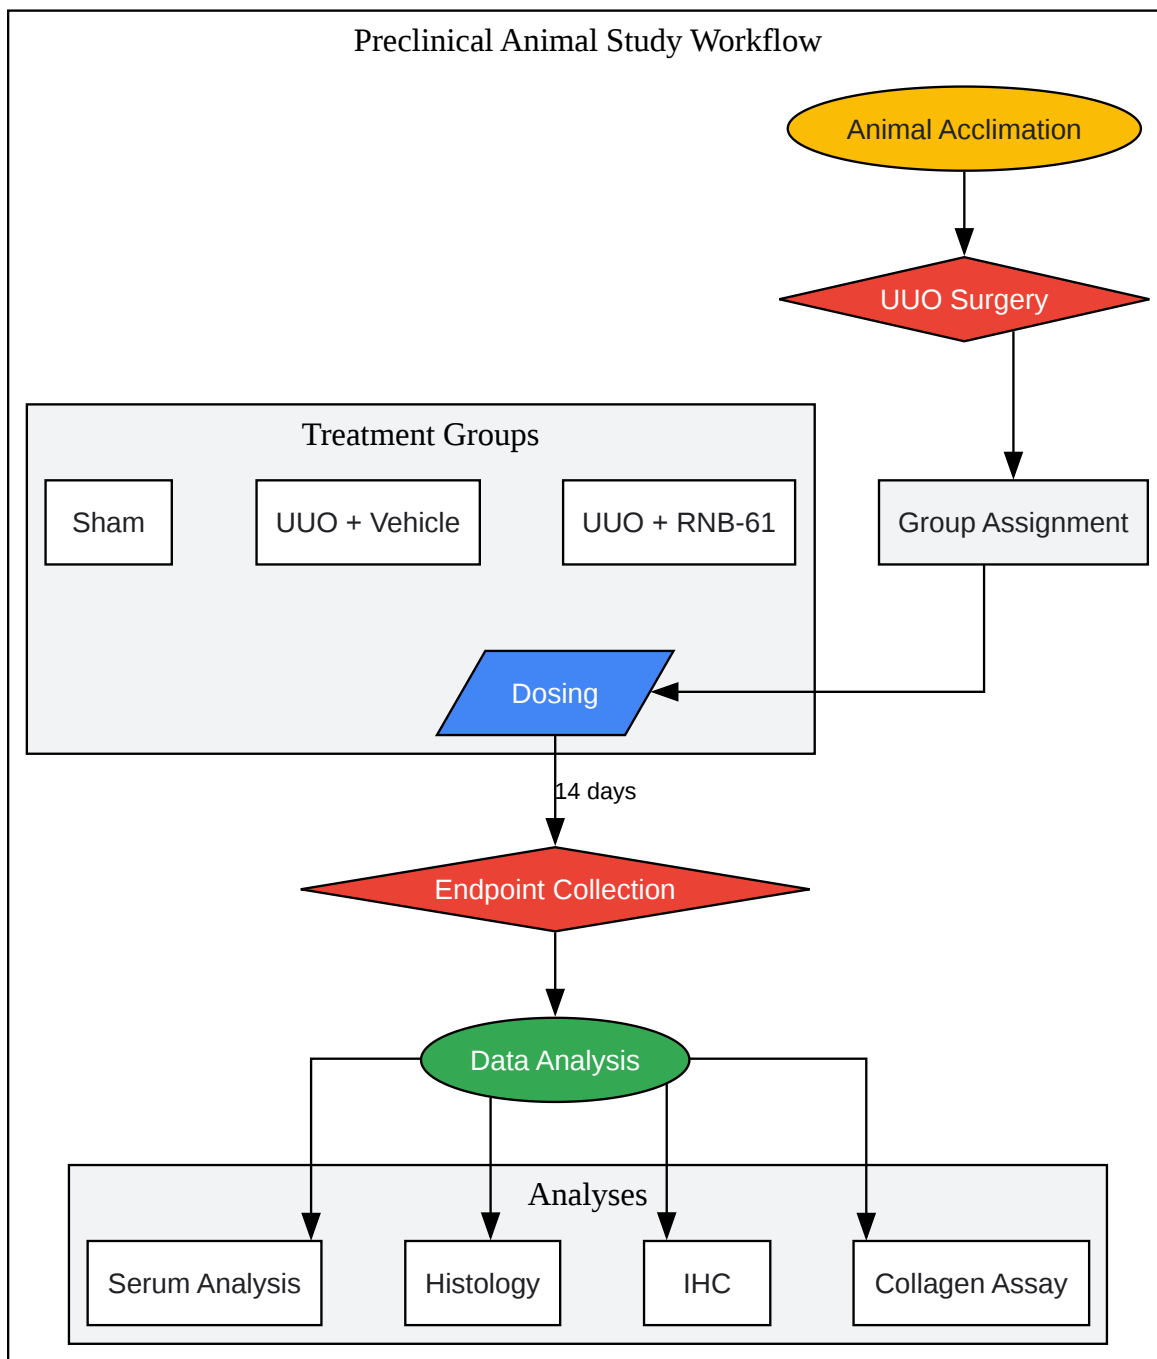 Preclinical Animal Study Workflow
Animal Acclimation
UUO Surgery
Treatment Groups
Sham
UUO + Vehicle
UUO + RNB-61
Group Assignment
Dosing
14 days
Endpoint Collection
Data Analysis
Analyses
Serum Analysis
Histology
IHC
Collagen Assay